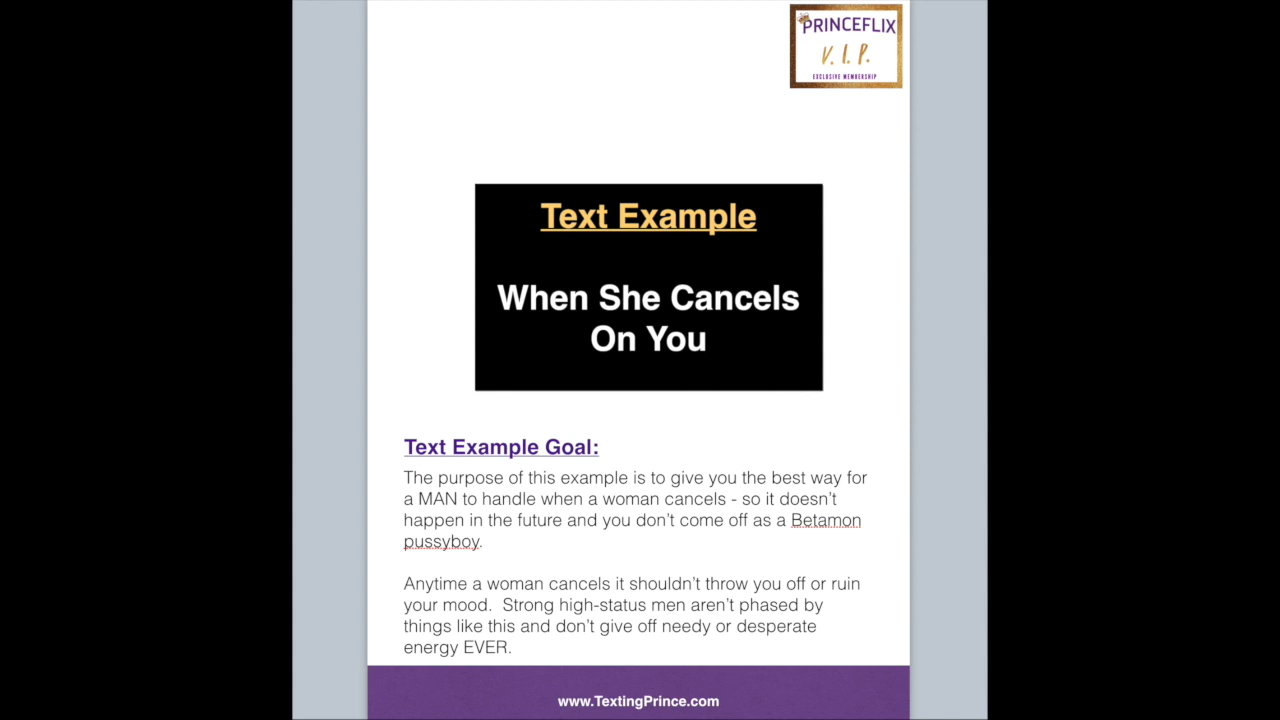 PRINCEFLIX
V. I. P.
EXCLUSIVE MEMBERSHIP
Text Example
When She Cancels
On You
Text Example Goal:
The purpose of this example is to give you the best way for
a MAN to handle when a woman cancels - so it doesn't
happen in the future and you don't come off as a Betamon
pussyboy.
Anytime a woman cancels it shouldn't throw you off or ruin
your mood.  Strong high-status men aren't phased by
things like this and don't give off needy or desperate
energy EVER.
www.TextingPrince.com